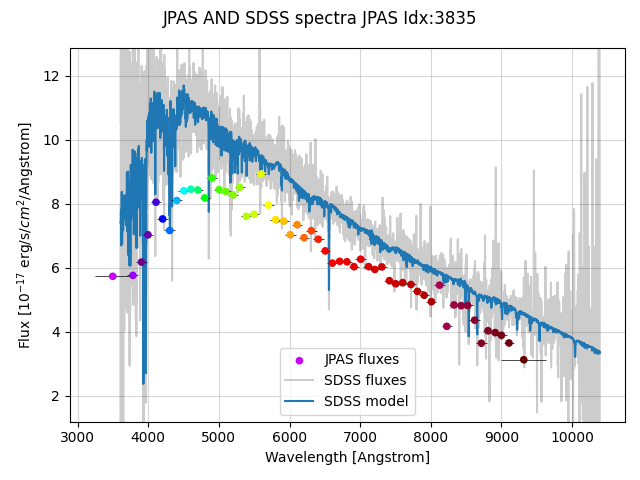 JPAS AND SDSS spectra JPAS Idx:3835
12
10
8
6
4
2
Flux [10⁻¹⁷ erg/s/cm²/Angstrom]
JPAS fluxes
SDSS fluxes
SDSS model
3000 4000 5000 6000 7000 8000 9000 10000
Wavelength [Angstrom]